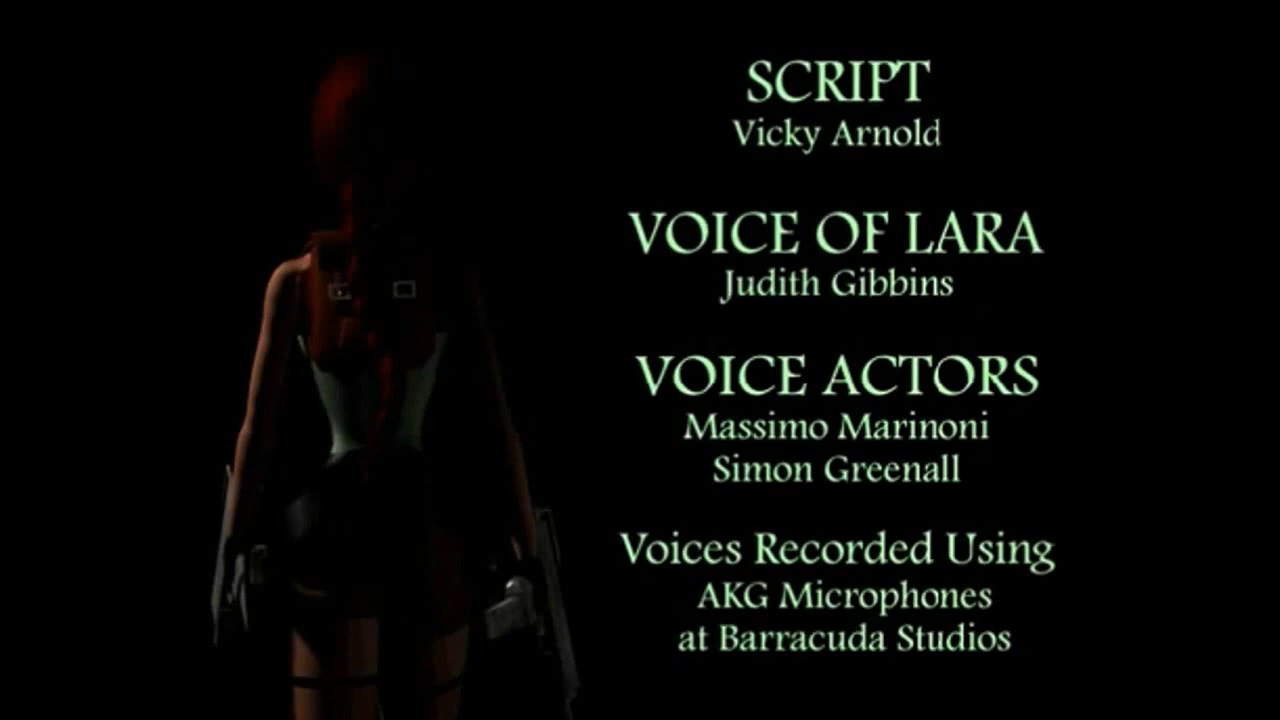 SCRIPT
Vicky Arnold
VOICE OF LARA
Judith Gibbins
VOICE ACTORS
Massimo Marinoni
Simon Greenall
Voices Recorded Using
AKG Microphones
at Barracuda Studios